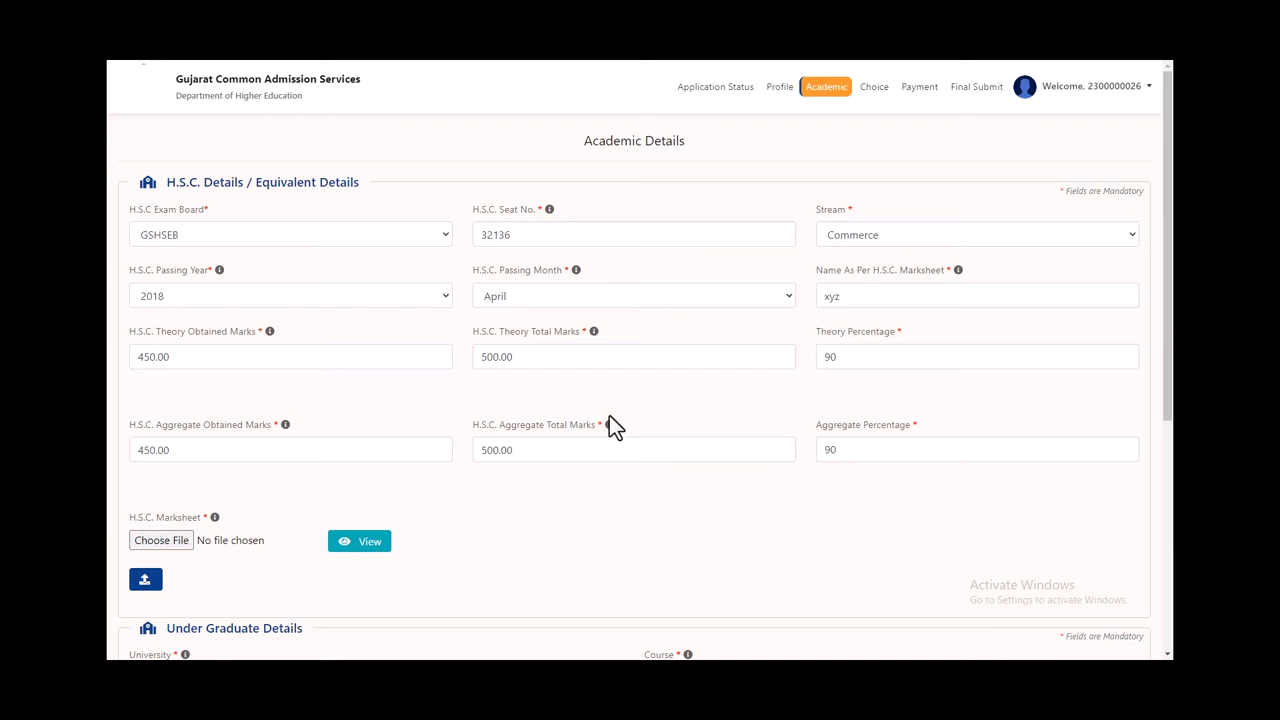 Gujarat Common Admission Services
Department of Higher Education
Application Status Profile Academic Choice Payment Final Submit Welcome, 2300000026
Academic Details
H.S.C. Details / Equivalent Details
* Fields are Mandatory
H.S.C Exam Board* H.S.C. Seat No. * Stream *
GSHSEB 32136 Commerce
H.S.C. Passing Year* H.S.C. Passing Month * Name As Per H.S.C. Marksheet *
2018 April xyz
H.S.C. Theory Obtained Marks * H.S.C. Theory Total Marks * Theory Percentage *
450.00 500.00 90
H.S.C. Aggregate Obtained Marks * H.S.C. Aggregate Total Marks * Aggregate Percentage *
450.00 500.00 90
H.S.C. Marksheet *
Choose File No file chosen View
Activate Windows
Go to Settings to activate Windows.
Under Graduate Details
* Fields are Mandatory
University * Course *